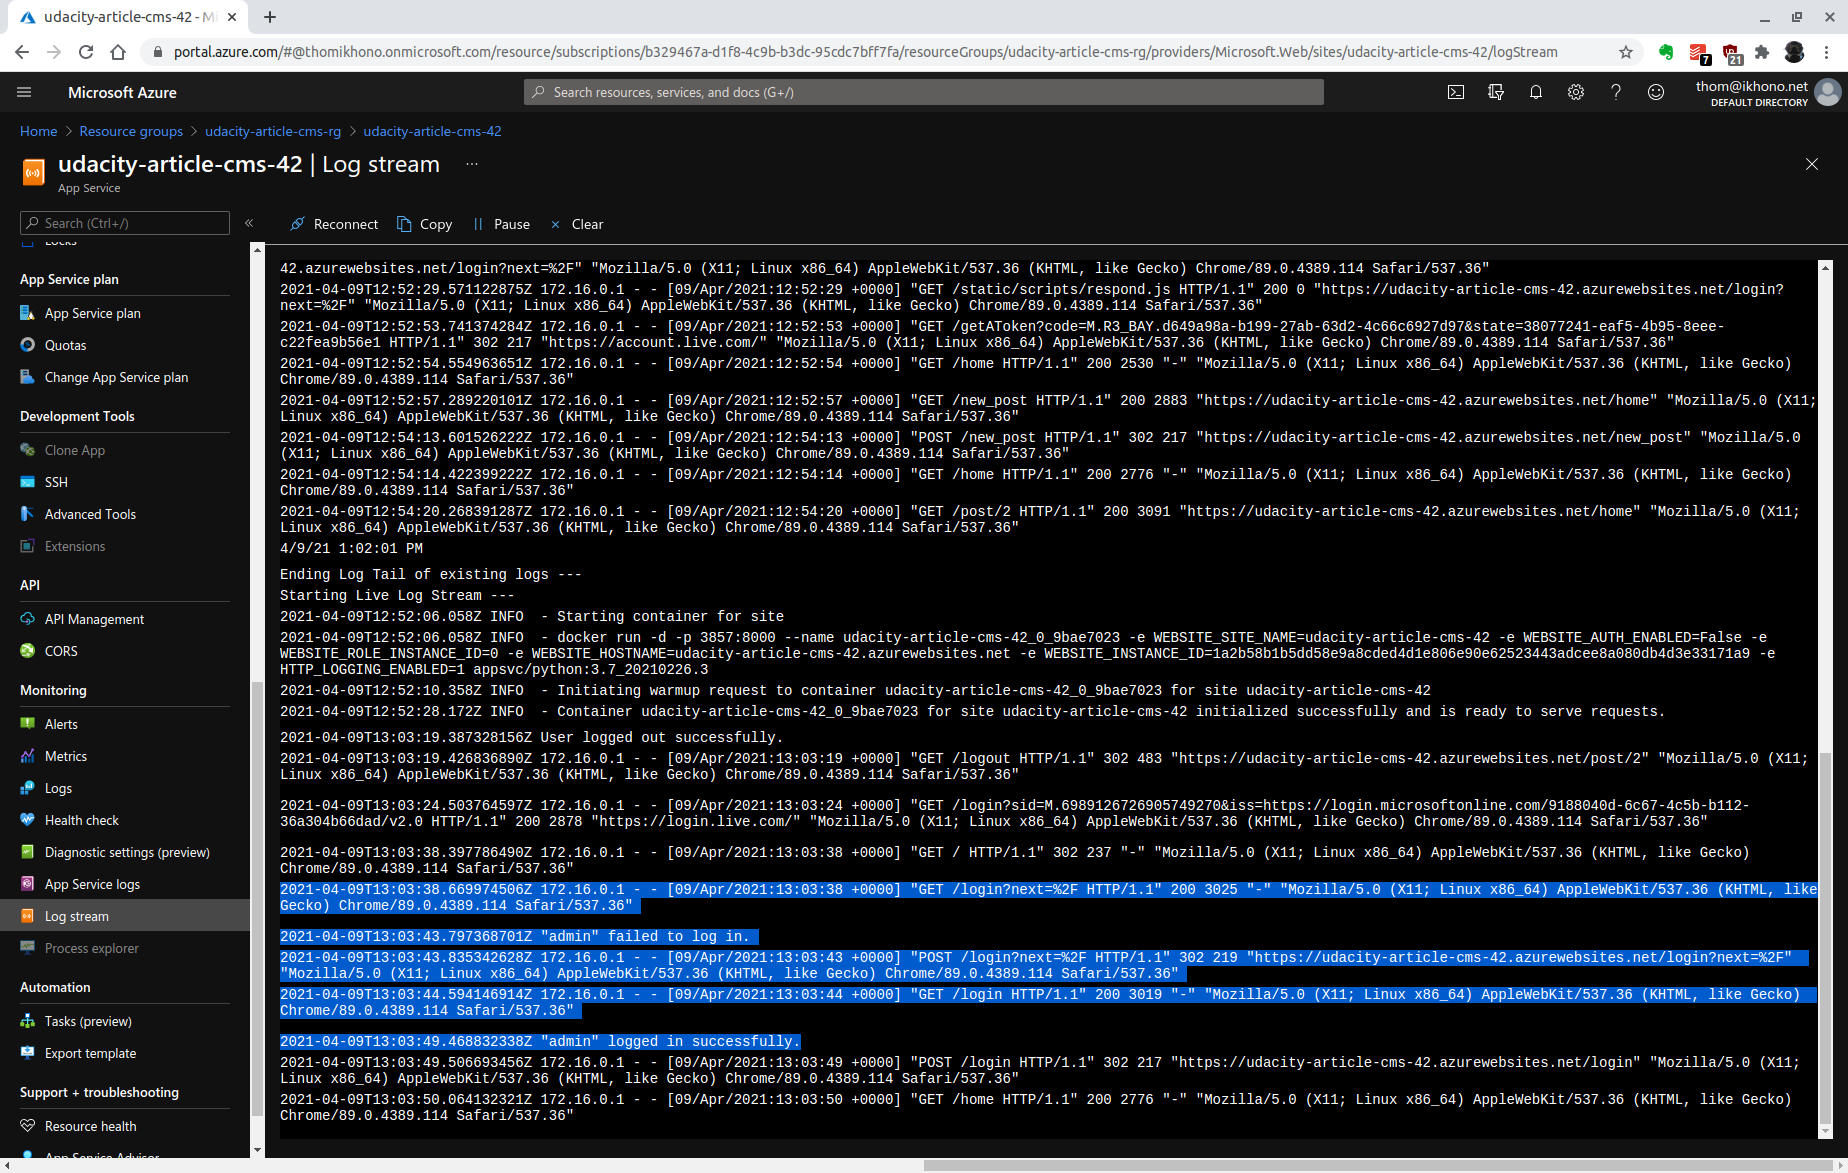 udacity-article-cms-42 - Mi
portal.azure.com/#@thomikhono.onmicrosoft.com/resource/subscriptions/b329467a-d1f8-4c9b-b3dc-95cdc7bff7fa/resourceGroups/udacity-article-cms-rg/providers/Microsoft.Web/sites/udacity-article-cms-42/logStream
7
21
Microsoft Azure
Search resources, services, and docs (G+/)
thom@ikhono.net
DEFAULT DIRECTORY
Home > Resource groups > udacity-article-cms-rg > udacity-article-cms-42
udacity-article-cms-42 | Log stream ...
App Service
Search (Ctrl+/)
«
Reconnect Copy Pause Clear
Locks
App Service plan
App Service plan
Quotas
Change App Service plan
Development Tools
Clone App
SSH
Advanced Tools
Extensions
API
API Management
CORS
Monitoring
Alerts
Metrics
Logs
Health check
Diagnostic settings (preview)
App Service logs
Log stream
Process explorer
Automation
Tasks (preview)
Export template
Support + troubleshooting
Resource health
App Service Advisor
42.azurewebsites.net/login?next=%2F" "Mozilla/5.0 (X11; Linux x86_64) AppleWebKit/537.36 (KHTML, like Gecko) Chrome/89.0.4389.114 Safari/537.36"
2021-04-09T12:52:29.571122875Z 172.16.0.1 - - [09/Apr/2021:12:52:29 +0000] "GET /static/scripts/respond.js HTTP/1.1" 200 0 "https://udacity-article-cms-42.azurewebsites.net/login?
next=%2F" "Mozilla/5.0 (X11; Linux x86_64) AppleWebKit/537.36 (KHTML, like Gecko) Chrome/89.0.4389.114 Safari/537.36"
2021-04-09T12:52:53.741374284Z 172.16.0.1 - - [09/Apr/2021:12:52:53 +0000] "GET /getAToken?code=M.R3_BAY.d649a98a-b199-27ab-63d2-4c66c6927d97&state=38077241-eaf5-4b95-8eee-
c22fea9b56e1 HTTP/1.1" 302 217 "https://account.live.com/" "Mozilla/5.0 (X11; Linux x86_64) AppleWebKit/537.36 (KHTML, like Gecko) Chrome/89.0.4389.114 Safari/537.36"
2021-04-09T12:52:54.554963651Z 172.16.0.1 - - [09/Apr/2021:12:52:54 +0000] "GET /home HTTP/1.1" 200 2530 "-" "Mozilla/5.0 (X11; Linux x86_64) AppleWebKit/537.36 (KHTML, like Gecko)
Chrome/89.0.4389.114 Safari/537.36"
2021-04-09T12:52:57.289220101Z 172.16.0.1 - - [09/Apr/2021:12:52:57 +0000] "GET /new_post HTTP/1.1" 200 2883 "https://udacity-article-cms-42.azurewebsites.net/home" "Mozilla/5.0 (X11;
Linux x86_64) AppleWebKit/537.36 (KHTML, like Gecko) Chrome/89.0.4389.114 Safari/537.36"
2021-04-09T12:54:13.601526222Z 172.16.0.1 - - [09/Apr/2021:12:54:13 +0000] "POST /new_post HTTP/1.1" 302 217 "https://udacity-article-cms-42.azurewebsites.net/new_post" "Mozilla/5.0
(X11; Linux x86_64) AppleWebKit/537.36 (KHTML, like Gecko) Chrome/89.0.4389.114 Safari/537.36"
2021-04-09T12:54:14.422399222Z 172.16.0.1 - - [09/Apr/2021:12:54:14 +0000] "GET /home HTTP/1.1" 200 2776 "-" "Mozilla/5.0 (X11; Linux x86_64) AppleWebKit/537.36 (KHTML, like Gecko)
Chrome/89.0.4389.114 Safari/537.36"
2021-04-09T12:54:20.268391287Z 172.16.0.1 - - [09/Apr/2021:12:54:20 +0000] "GET /post/2 HTTP/1.1" 200 3091 "https://udacity-article-cms-42.azurewebsites.net/home" "Mozilla/5.0 (X11;
Linux x86_64) AppleWebKit/537.36 (KHTML, like Gecko) Chrome/89.0.4389.114 Safari/537.36"
4/9/21 1:02:01 PM
Ending Log Tail of existing logs ---
Starting Live Log Stream ---
2021-04-09T12:52:06.058Z INFO  - Starting container for site
2021-04-09T12:52:06.058Z INFO  - docker run -d -p 3857:8000 --name udacity-article-cms-42_0_9bae7023 -e WEBSITE_SITE_NAME=udacity-article-cms-42 -e WEBSITE_AUTH_ENABLED=False -e
WEBSITE_ROLE_INSTANCE_ID=0 -e WEBSITE_HOSTNAME=udacity-article-cms-42.azurewebsites.net -e WEBSITE_INSTANCE_ID=1a2b58b1b5dd58e9a8cded4d1e806e90e62523443adcee8a080db4d3e33171a9 -e
HTTP_LOGGING_ENABLED=1 appsvc/python:3.7_20210226.3
2021-04-09T12:52:10.358Z INFO  - Initiating warmup request to container udacity-article-cms-42_0_9bae7023 for site udacity-article-cms-42
2021-04-09T12:52:28.172Z INFO  - Container udacity-article-cms-42_0_9bae7023 for site udacity-article-cms-42 initialized successfully and is ready to serve requests.
2021-04-09T13:03:19.387328156Z User logged out successfully.
2021-04-09T13:03:19.426836890Z 172.16.0.1 - - [09/Apr/2021:13:03:19 +0000] "GET /logout HTTP/1.1" 302 483 "https://udacity-article-cms-42.azurewebsites.net/post/2" "Mozilla/5.0 (X11;
Linux x86_64) AppleWebKit/537.36 (KHTML, like Gecko) Chrome/89.0.4389.114 Safari/537.36"
2021-04-09T13:03:24.503764597Z 172.16.0.1 - - [09/Apr/2021:13:03:24 +0000] "GET /login?sid=M.6989126726905749270&iss=https://login.microsoftonline.com/9188040d-6c67-4c5b-b112-
36a304b66dad/v2.0 HTTP/1.1" 200 2878 "https://login.live.com/" "Mozilla/5.0 (X11; Linux x86_64) AppleWebKit/537.36 (KHTML, like Gecko) Chrome/89.0.4389.114 Safari/537.36"
2021-04-09T13:03:38.397786490Z 172.16.0.1 - - [09/Apr/2021:13:03:38 +0000] "GET / HTTP/1.1" 302 237 "-" "Mozilla/5.0 (X11; Linux x86_64) AppleWebKit/537.36 (KHTML, like Gecko)
Chrome/89.0.4389.114 Safari/537.36"
2021-04-09T13:03:38.669974506Z 172.16.0.1 - - [09/Apr/2021:13:03:38 +0000] "GET /login?next=%2F HTTP/1.1" 200 3025 "-" "Mozilla/5.0 (X11; Linux x86_64) AppleWebKit/537.36 (KHTML, like
Gecko) Chrome/89.0.4389.114 Safari/537.36"
2021-04-09T13:03:43.797368701Z "admin" failed to log in.
2021-04-09T13:03:43.835342628Z 172.16.0.1 - - [09/Apr/2021:13:03:43 +0000] "POST /login?next=%2F HTTP/1.1" 302 219 "https://udacity-article-cms-42.azurewebsites.net/login?next=%2F"
"Mozilla/5.0 (X11; Linux x86_64) AppleWebKit/537.36 (KHTML, like Gecko) Chrome/89.0.4389.114 Safari/537.36"
2021-04-09T13:03:44.594146914Z 172.16.0.1 - - [09/Apr/2021:13:03:44 +0000] "GET /login HTTP/1.1" 200 3019 "-" "Mozilla/5.0 (X11; Linux x86_64) AppleWebKit/537.36 (KHTML, like Gecko)
Chrome/89.0.4389.114 Safari/537.36"
2021-04-09T13:03:49.468832338Z "admin" logged in successfully.
2021-04-09T13:03:49.506693456Z 172.16.0.1 - - [09/Apr/2021:13:03:49 +0000] "POST /login HTTP/1.1" 302 217 "https://udacity-article-cms-42.azurewebsites.net/login" "Mozilla/5.0 (X11;
Linux x86_64) AppleWebKit/537.36 (KHTML, like Gecko) Chrome/89.0.4389.114 Safari/537.36"
2021-04-09T13:03:50.064132321Z 172.16.0.1 - - [09/Apr/2021:13:03:50 +0000] "GET /home HTTP/1.1" 200 2776 "-" "Mozilla/5.0 (X11; Linux x86_64) AppleWebKit/537.36 (KHTML, like Gecko)
Chrome/89.0.4389.114 Safari/537.36"